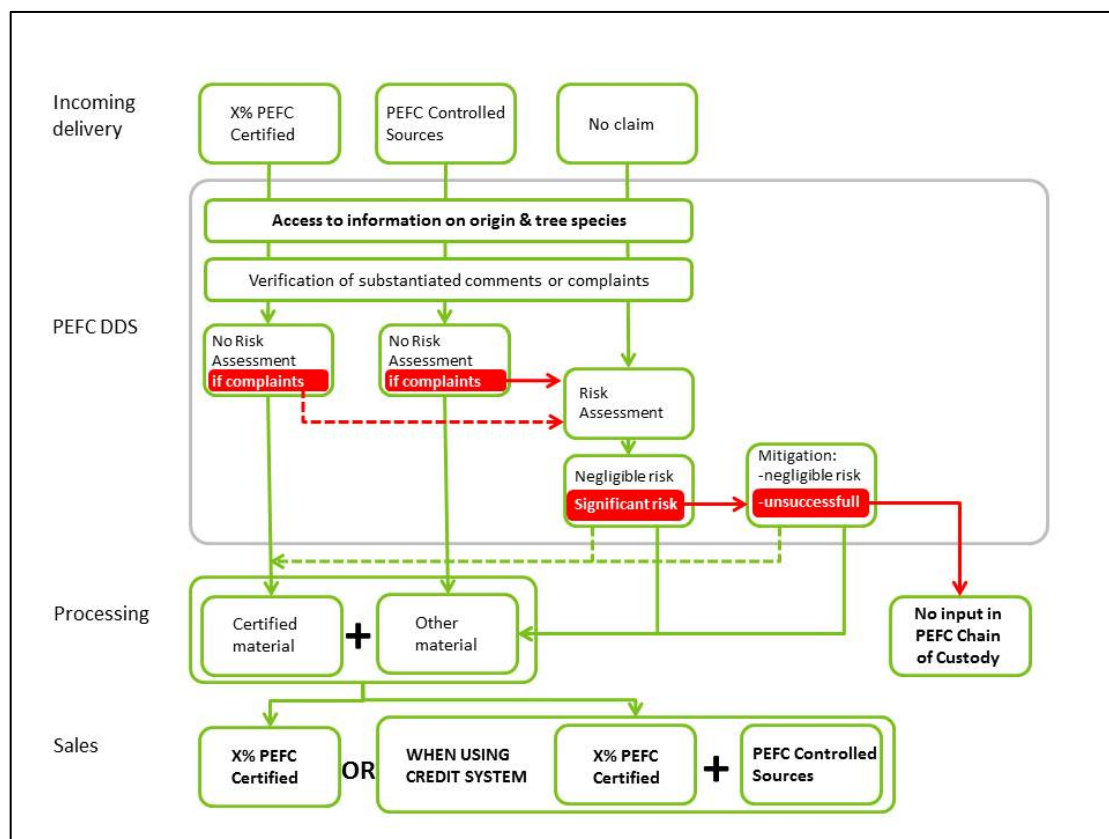 Incoming
delivery
X% PEFC
Certified
PEFC Controlled
Sources
No claim
Access to information on origin & tree species
Verification of substantiated comments or complaints
PEFC DDS
No Risk
Assessment
if complaints
No Risk
Assessment
if complaints
Risk
Assessment
Negligible risk
Significant risk
Mitigation:
-negligible risk
-unsuccessfull
Processing
Certified
material
+
Other
material
No input in
PEFC Chain
of Custody
Sales
X% PEFC
Certified
OR
WHEN USING
CREDIT SYSTEM
X% PEFC
Certified
+
PEFC Controlled
Sources